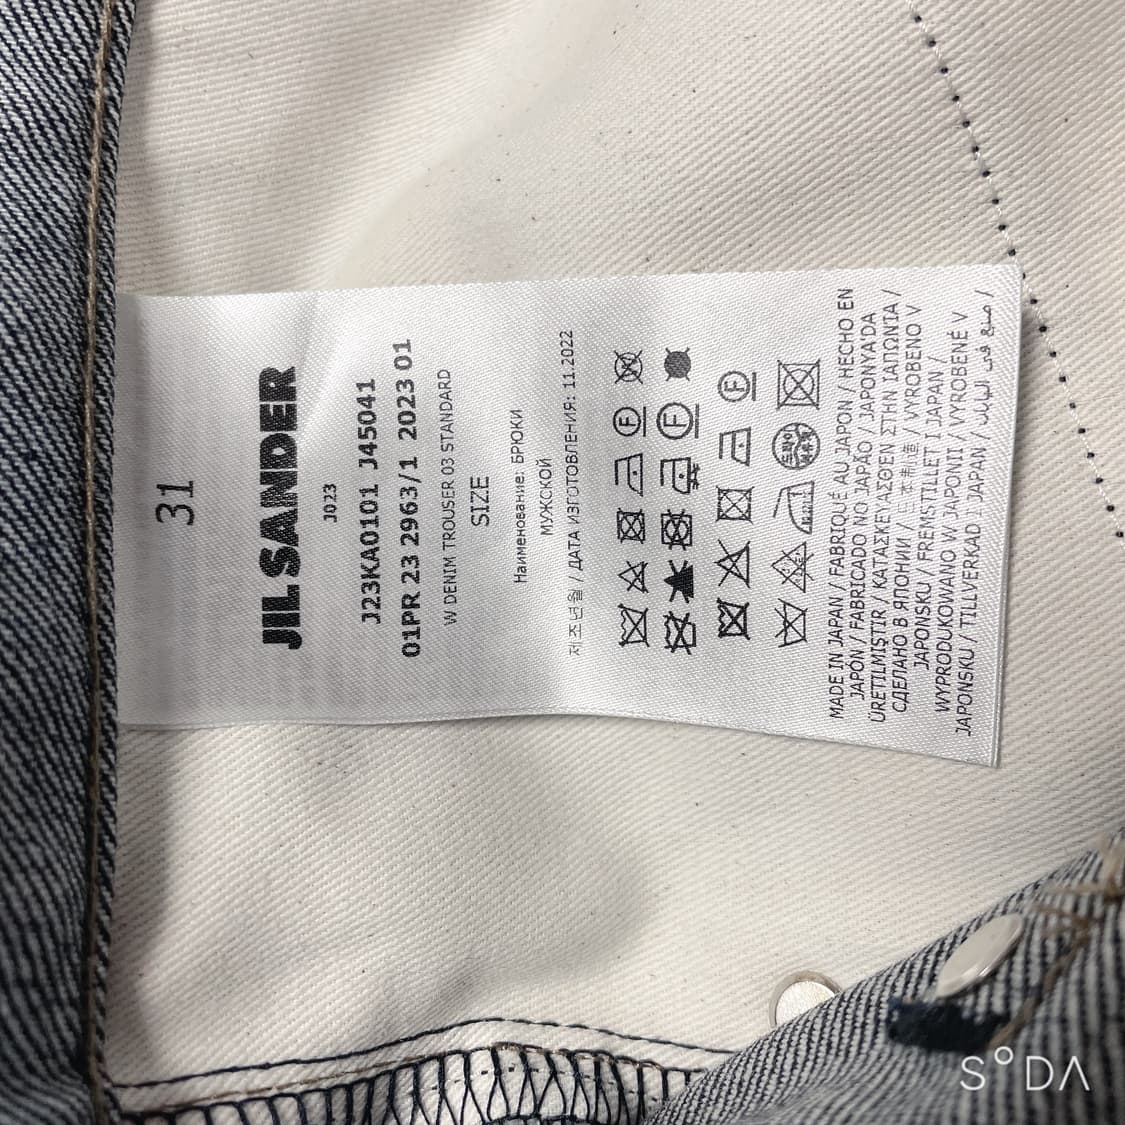 31
JIL SANDER
J023
J23KA0101 J45041
01PR 23 2963/1 2023 01
W DENIM TROUSER 03 STANDARD
SIZE
Наименование: БРЮКИ
МУЖСКОЙ
제조년월 / ДАТА ИЗГОТОВЛЕНИЯ: 11.2022
MADE IN JAPAN / FABRIQUÉ AU JAPON / HECHO EN
JAPÓN / FABRICADO NO JAPÃO / JAPONYA'DA
ÜRETILMIŞTIR / ΚΑΤΑΣΚΕΥΑΣΘΕΝ ΣΤΗΝ ΙΑΠΩΝΙΑ /
СДЕЛАНО В ЯПОНИИ / 日本制造 / VYROBENO V
JAPONSKU / FREMSTILLET I JAPAN /
WYPRODUKOWANO W JAPONII / VYROBENÉ V
JAPONSKU / TILLVERKAD I JAPAN / صنع في اليابان /
S°DA